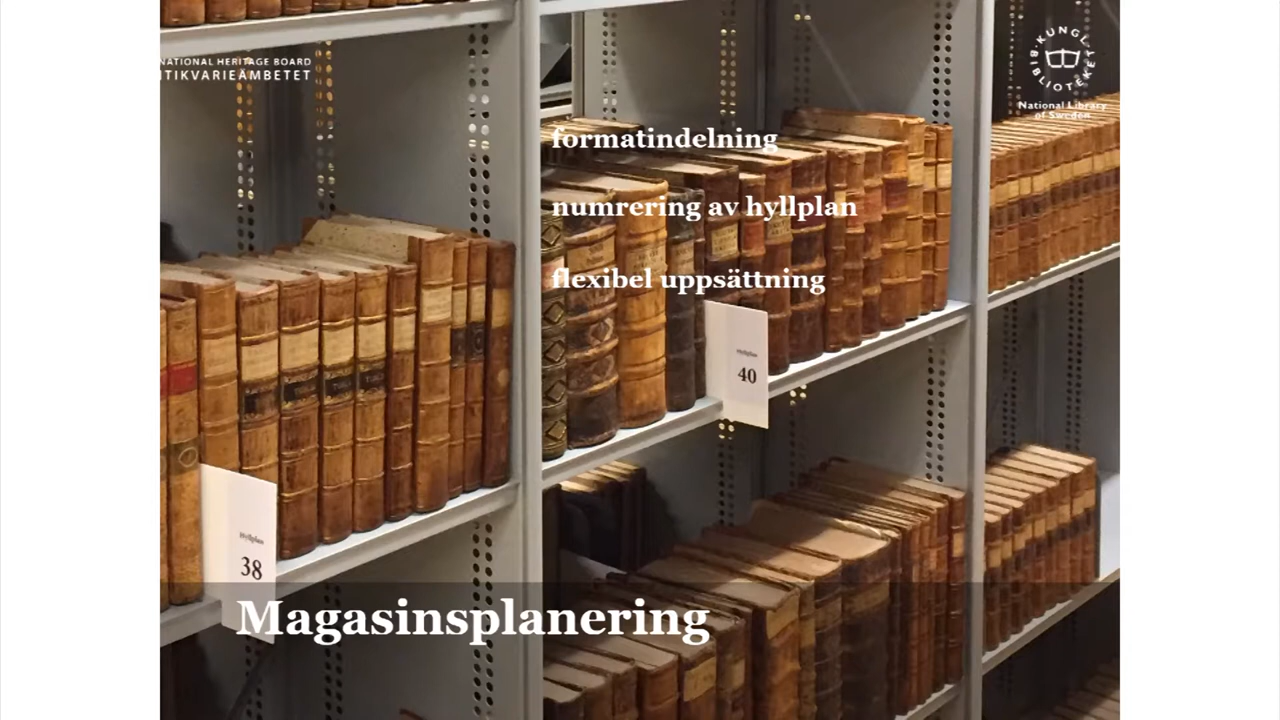 NATIONAL HERITAGE BOARD
TIKVARIEÄMBETET
KUNGL
BIBLIOTEKET
National Library
of Sweden
formatindelning
numrering av hyllplan
flexibel uppsättning
Hyllplan
40
Hyllplan
38
Magasinsplanering